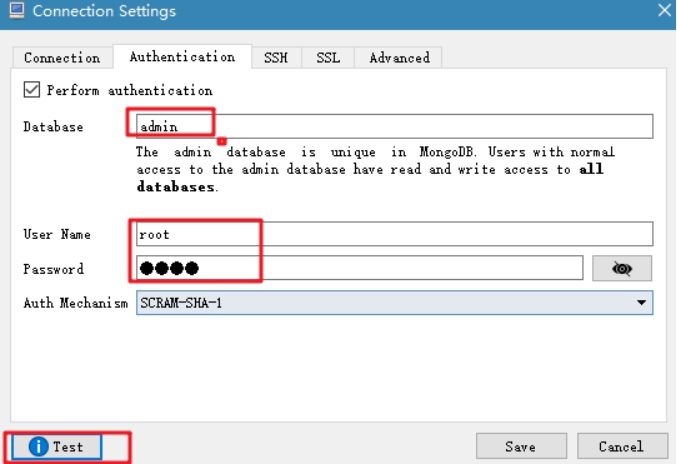 Connection Settings
Connection Authentication SSH SSL Advanced
Perform authentication
Database admin
The admin database is unique in MongoDB. Users with normal
access to the admin database have read and write access to all
databases.
User Name root
Password ●●●●
Auth Mechanism SCRAM-SHA-1
Test Save Cancel